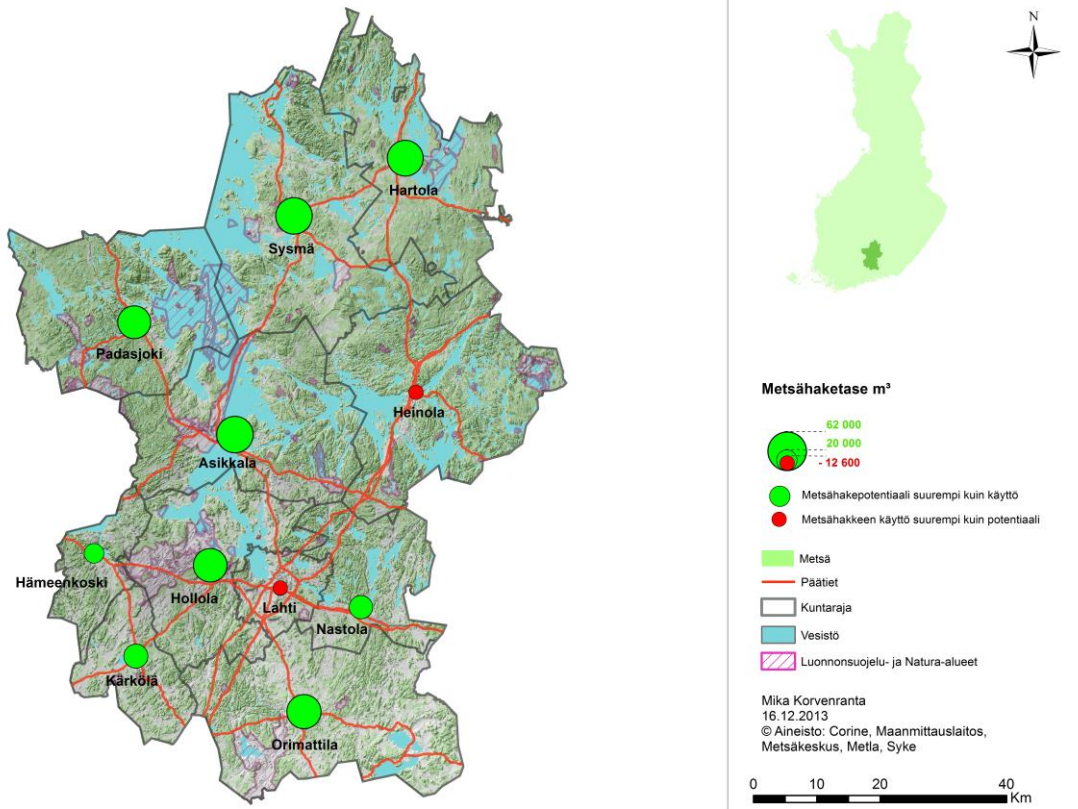 Hartola
Sysmä
Padasjoki
Heinola
Asikkala
Hämeenkoski
Hollola
Lahti
Nastola
Kärkölä
Orimattila
N
Metsähaketase m³
62 000
20 000
- 12 600
Metsähakepotentiaali suurempi kuin käyttö
Metsähakkeen käyttö suurempi kuin potentiaali
Metsä
Päätiet
Kuntaraja
Vesistö
Luonnonsuojelu- ja Natura-alueet
Mika Korvenranta
16.12.2013
© Aineisto: Corine, Maanmittauslaitos,
Metsäkeskus, Metla, Syke
0 10 20 40
Km